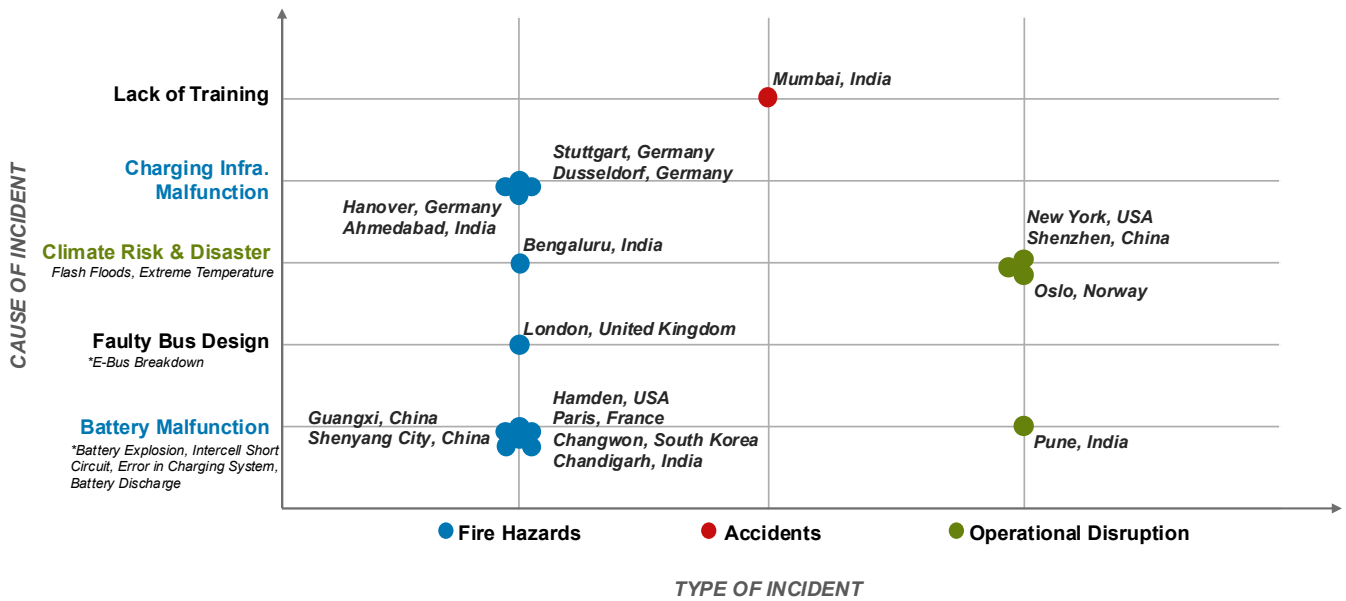 Mumbai, India
Lack of Training
Stuttgart, Germany
Dusseldorf, Germany
Charging Infra.
Malfunction
Hanover, Germany
Ahmedabad, India
New York, USA
Shenzhen, China
Bengaluru, India
Climate Risk & Disaster
Flash Floods, Extreme Temperature
Oslo, Norway
London, United Kingdom
Faulty Bus Design
*E-Bus Breakdown
Hamden, USA
Paris, France
Changwon, South Korea
Chandigarh, India
Guangxi, China
Shenyang City, China
Battery Malfunction
*Battery Explosion, Intercell Short
Circuit, Error in Charging System,
Battery Discharge
Pune, India
CAUSE OF INCIDENT
Fire Hazards
Accidents
Operational Disruption
TYPE OF INCIDENT